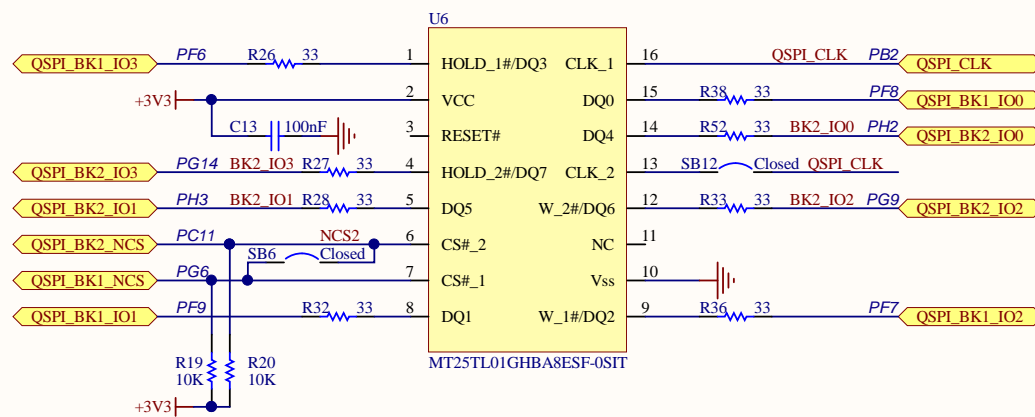 U6
QSPI_BK1_IO3 PF6 R26 33 1 HOLD_1#/DQ3 CLK_1 16 QSPI_CLK PB2 QSPI_CLK
+3V3 2 VCC DQ0 15 R38 33 PF8 QSPI_BK1_IO0
C13 100nF 3 RESET# DQ4 14 R52 33 BK2_IO0 PH2 QSPI_BK2_IO0
QSPI_BK2_IO3 PG14 BK2_IO3 R27 33 4 HOLD_2#/DQ7 CLK_2 13 SB12 Closed QSPI_CLK
QSPI_BK2_IO1 PH3 BK2_IO1 R28 33 5 DQ5 W_2#/DQ6 12 R33 33 BK2_IO2 PG9 QSPI_BK2_IO2
QSPI_BK2_NCS PC11 NCS2 6 CS#_2 NC 11
SB6 Closed
QSPI_BK1_NCS PG6 7 CS#_1 Vss 10
QSPI_BK1_IO1 PF9 R32 33 8 DQ1 W_1#/DQ2 9 R36 33 PF7 QSPI_BK1_IO2
MT25TL01GHBA8ESF-0SIT
R19 R20
10K 10K
+3V3